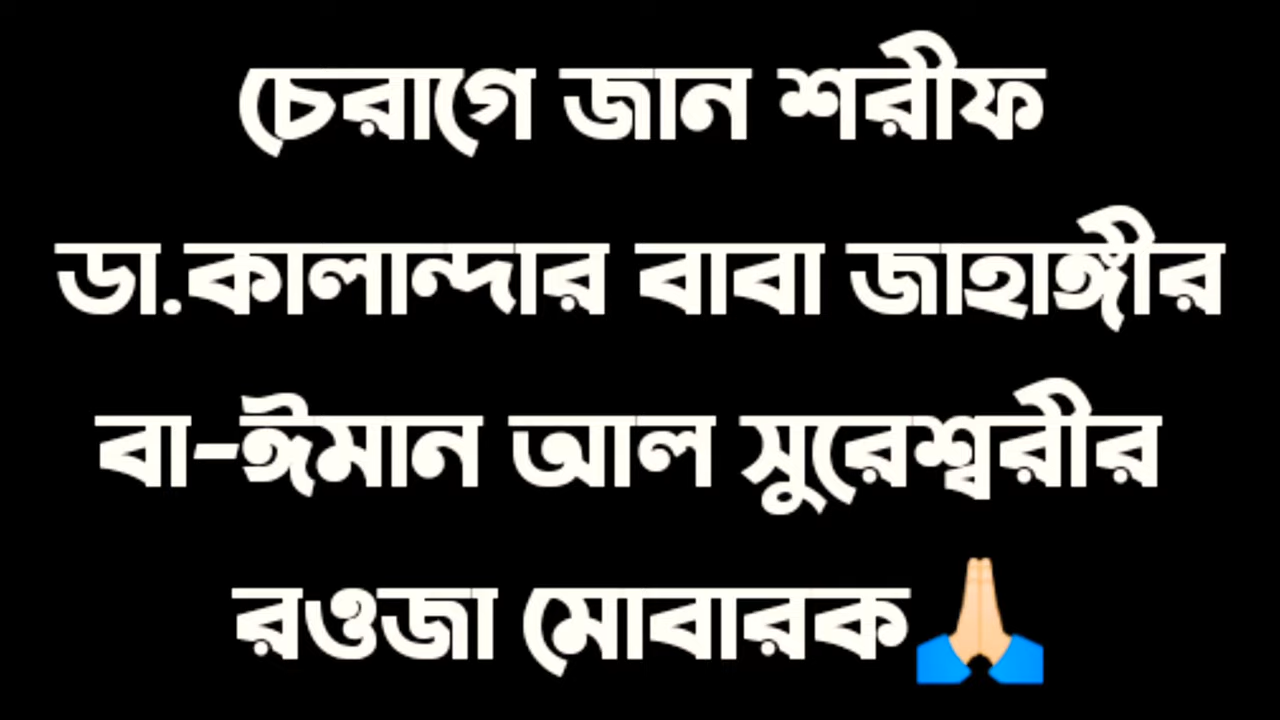 চেরাগে জান শরীফ
ডা.কালান্দার বাবা জাহাঙ্গীর
বা-ঈমান আল সুরেশ্বরীর
রওজা মোবারক🙏🏻